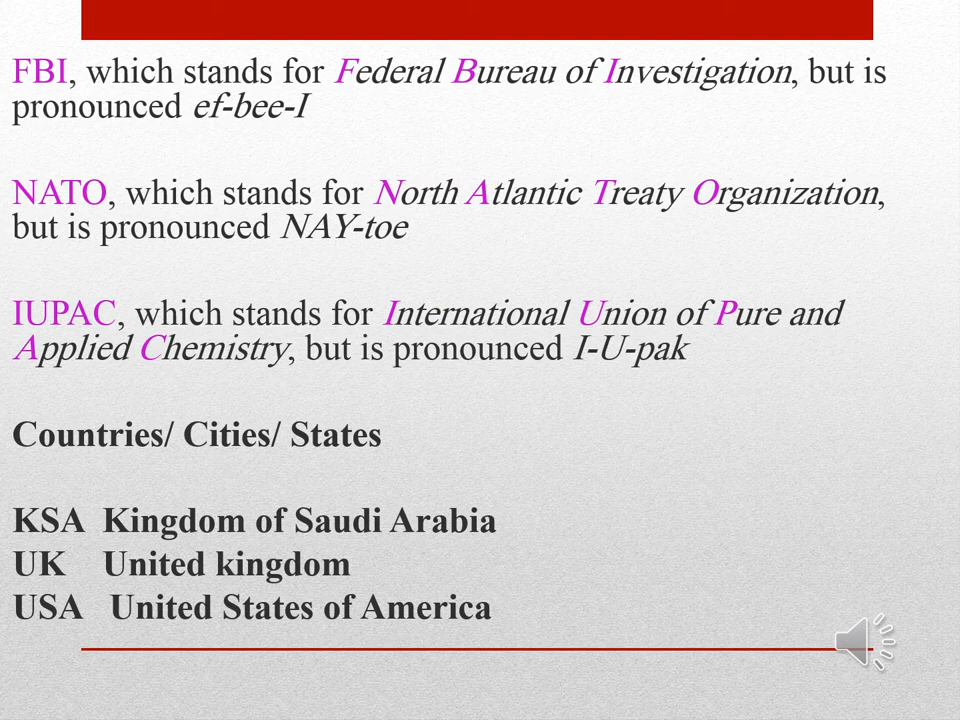 FBI, which stands for Federal Bureau of Investigation, but is
pronounced ef-bee-I
NATO, which stands for North Atlantic Treaty Organization,
but is pronounced NAY-toe
IUPAC, which stands for International Union of Pure and
Applied Chemistry, but is pronounced I-U-pak
Countries/ Cities/ States
KSA Kingdom of Saudi Arabia
UK United kingdom
USA United States of America